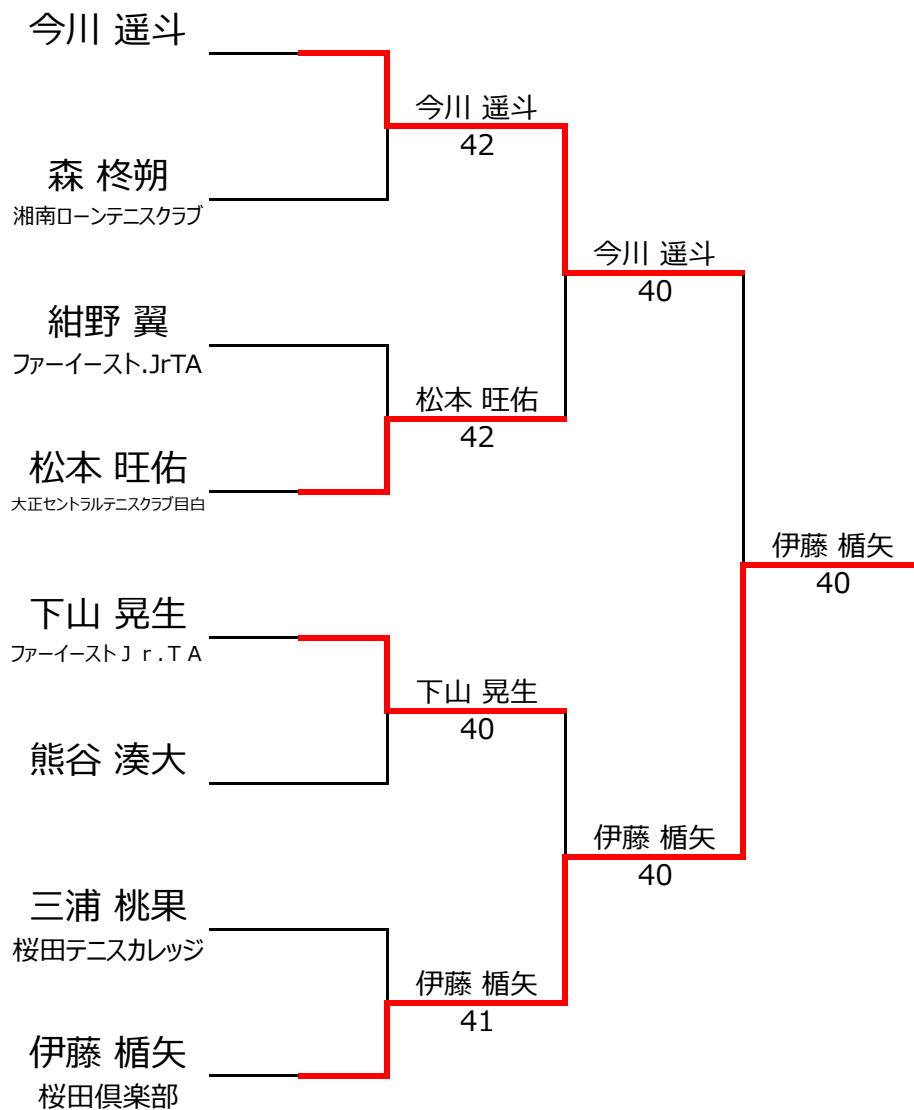 今川 遥斗
森 柊朔
湘南ローンテニスクラブ
紺野 翼
ファーイースト.JrTA
松本 旺佑
大正セントラルテニスクラブ目白
下山 晃生
ファーイーストＪｒ.ＴＡ
熊谷 湊大
三浦 桃果
桜田テニスカレッジ
伊藤 楯矢
桜田倶楽部
今川 遥斗
42
松本 旺佑
42
下山 晃生
40
伊藤 楯矢
41
今川 遥斗
40
伊藤 楯矢
40
伊藤 楯矢
40